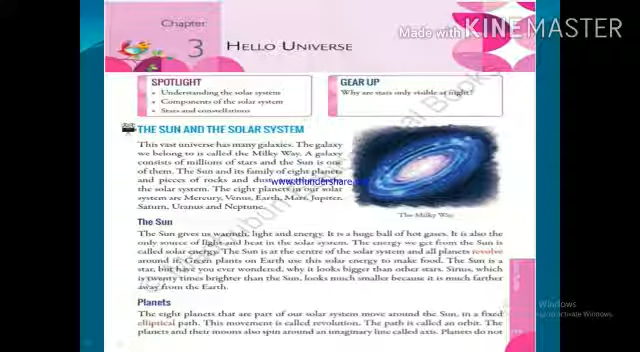 Made with KINEMASTER
Chapter
3 HELLO UNIVERSE
SPOTLIGHT
• Understanding the solar system
• Components of the solar system
• Stars and constellations
GEAR UP
Why are stars only visible at night?
THE SUN AND THE SOLAR SYSTEM
This vast universe has many galaxies. The galaxy
we belong to is called the Milky Way. A galaxy
consists of millions of stars and the Sun is one
of them. The Sun and its family of eight planets
and pieces of rocks and dust
www.thundershare
the solar system. The eight planets in our solar
system are Mercury, Venus, Earth, Mars, Jupiter,
Saturn, Uranus and Neptune.
The Milky Way
The Sun
The Sun gives us warmth, light and energy. It is a huge ball of hot gases. It is also the
only source of light and heat in the solar system. The energy we get from the Sun is
called solar energy. The Sun is at the centre of the solar system and all planets revolve
around it. Green plants on Earth use this solar energy to make food. The Sun is a
star, but have you ever wondered, why it looks bigger than other stars. Sirius, which
is twenty times brighter than the Sun, looks much smaller because it is much farther
away from the Earth.
Planets
The eight planets that are part of our solar system move around the Sun, in a fixed
elliptical path. This movement is called revolution. The path is called an orbit. The
planets and their moons also spin around an imaginary line called axis. Planets do not
Windows
to activate Windows.